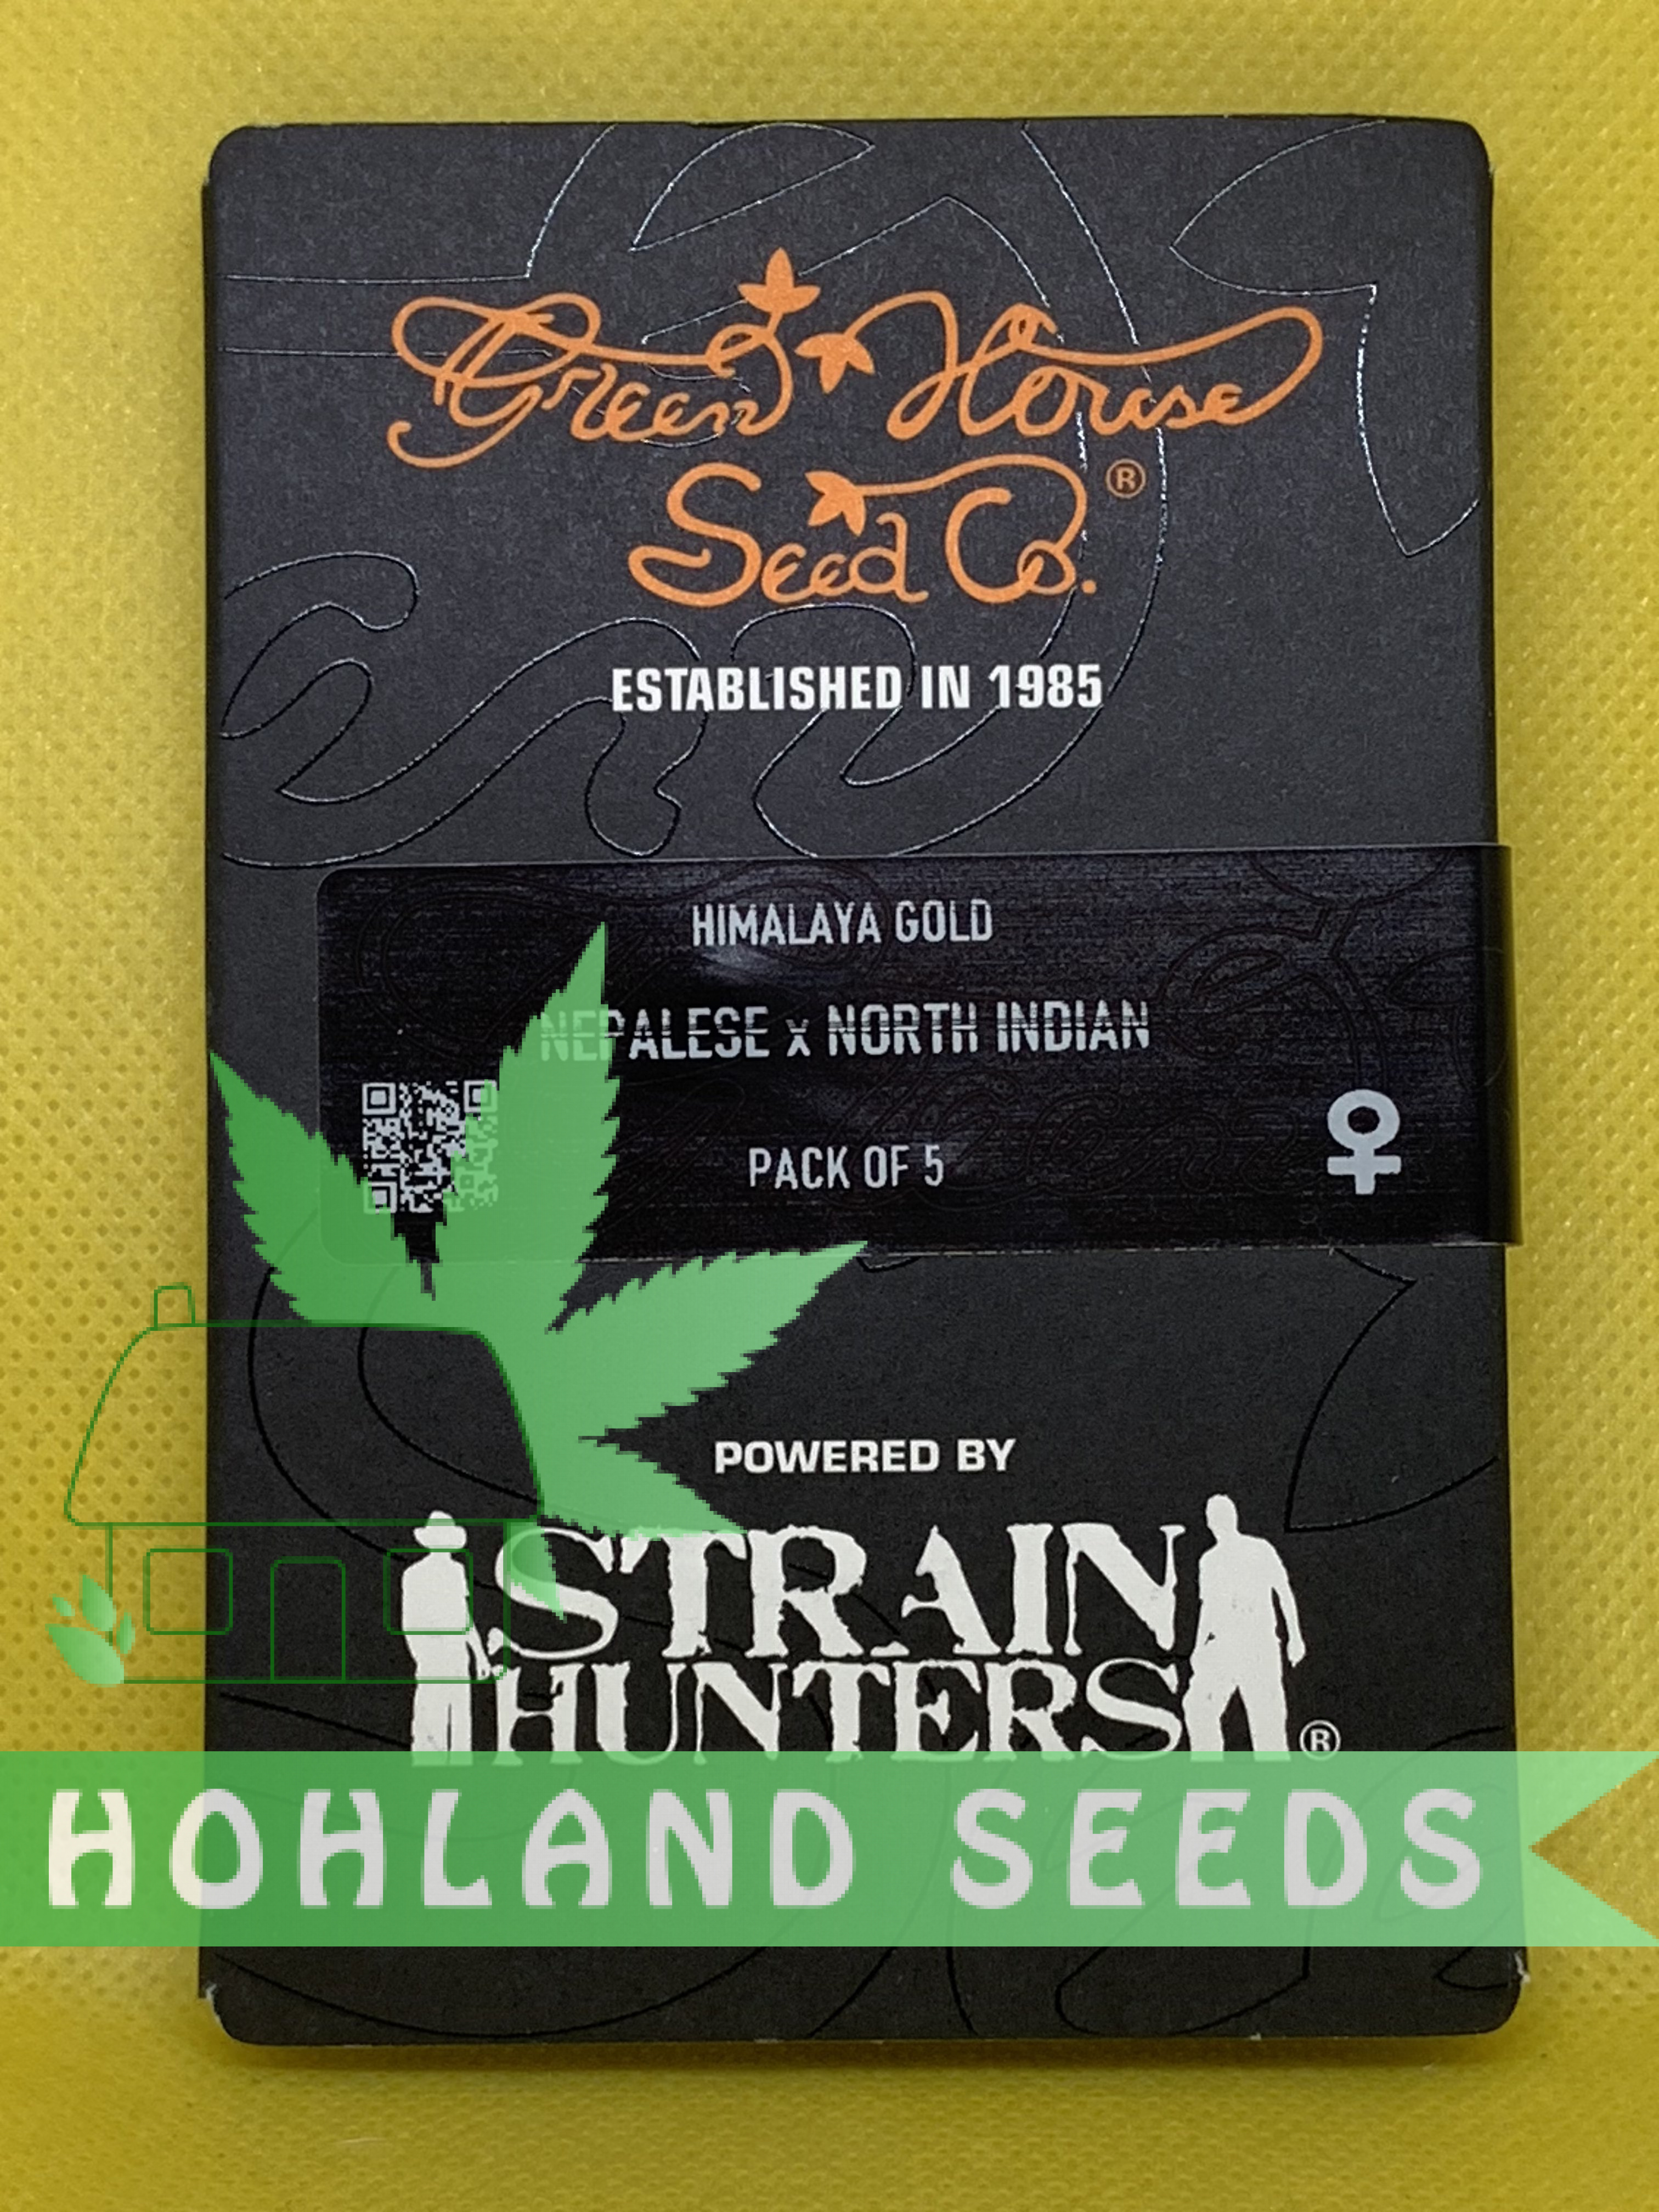 Green House
Seed Co.®
ESTABLISHED IN 1985
HIMALAYA GOLD
NEPALESE x NORTH INDIAN
PACK OF 5
POWERED BY
STRAIN
HUNTERS®
HOHLAND SEEDS